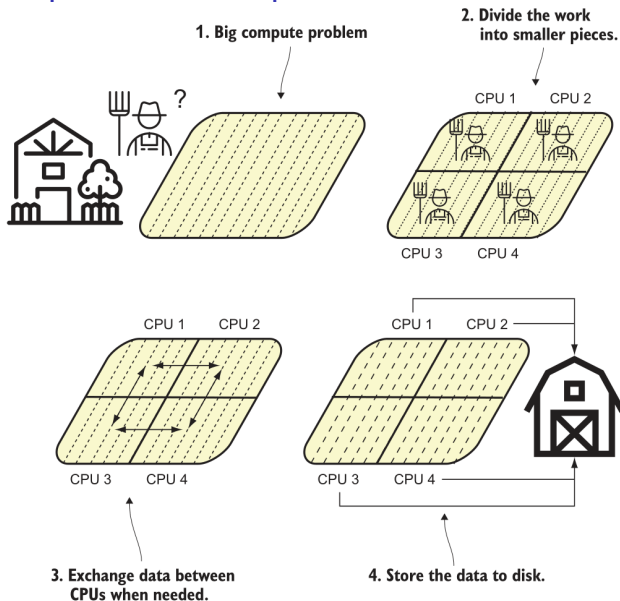 1. Big compute problem
2. Divide the work
into smaller pieces.
?
CPU 1 CPU 2
CPU 3 CPU 4
CPU 1 CPU 2
CPU 3 CPU 4
CPU 1 CPU 2
CPU 3 CPU 4
3. Exchange data between
CPUs when needed.
4. Store the data to disk.